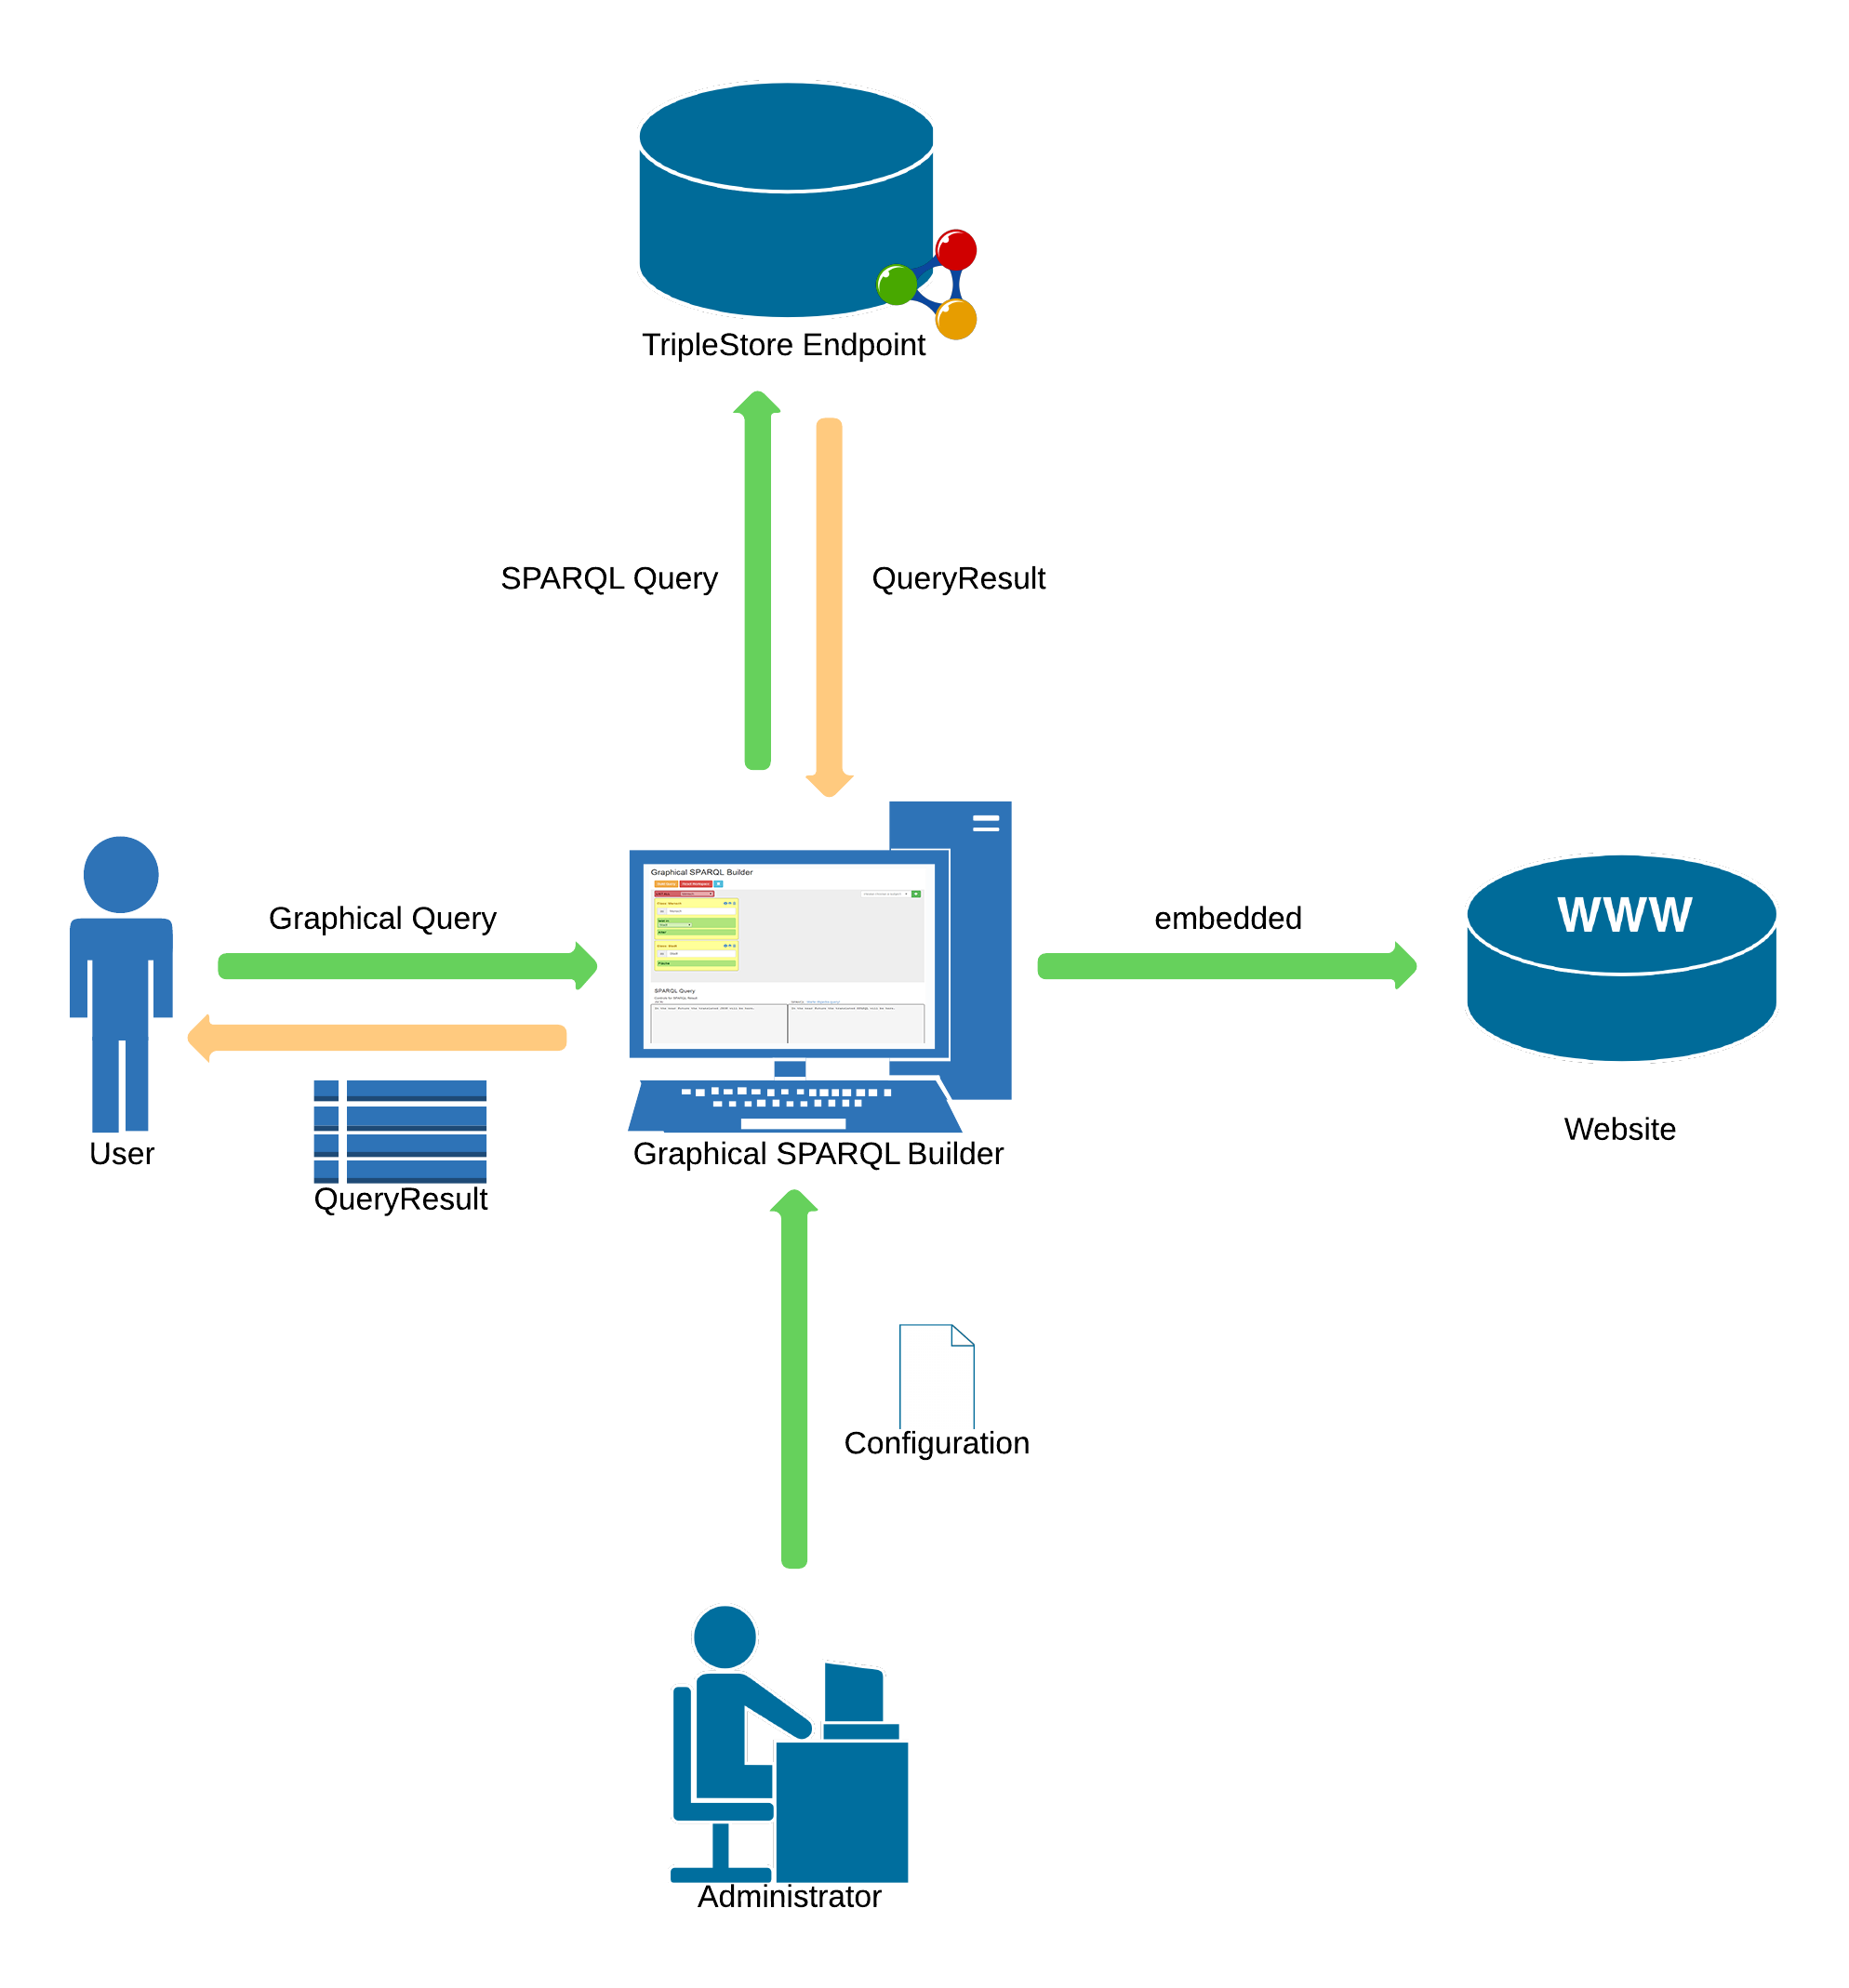 TripleStore Endpoint
SPARQL Query
QueryResult
Graphical Query
Graphical SPARQL Builder
SPARQL Query
embedded
WWW
User
QueryResult
Graphical SPARQL Builder
Website
Configuration
Administrator